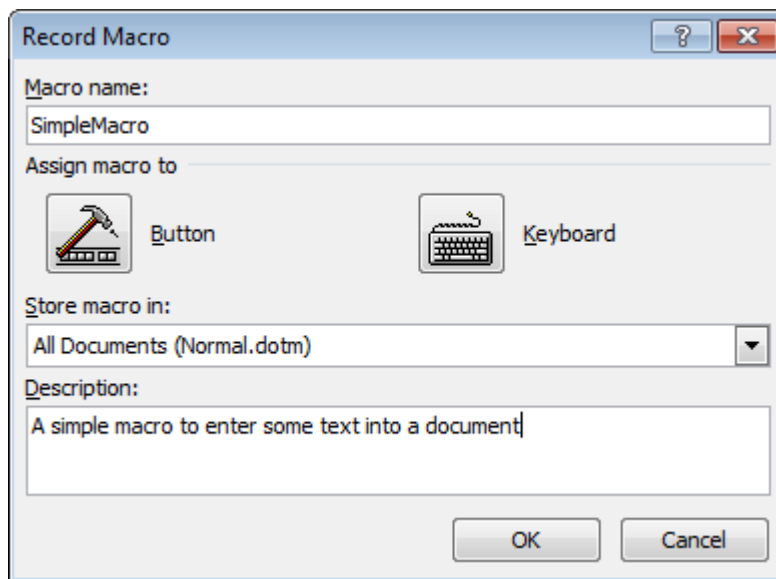 Record Macro
Macro name:
SimpleMacro
Assign macro to
Button
Keyboard
Store macro in:
All Documents (Normal.dotm)
Description:
A simple macro to enter some text into a document
OK
Cancel